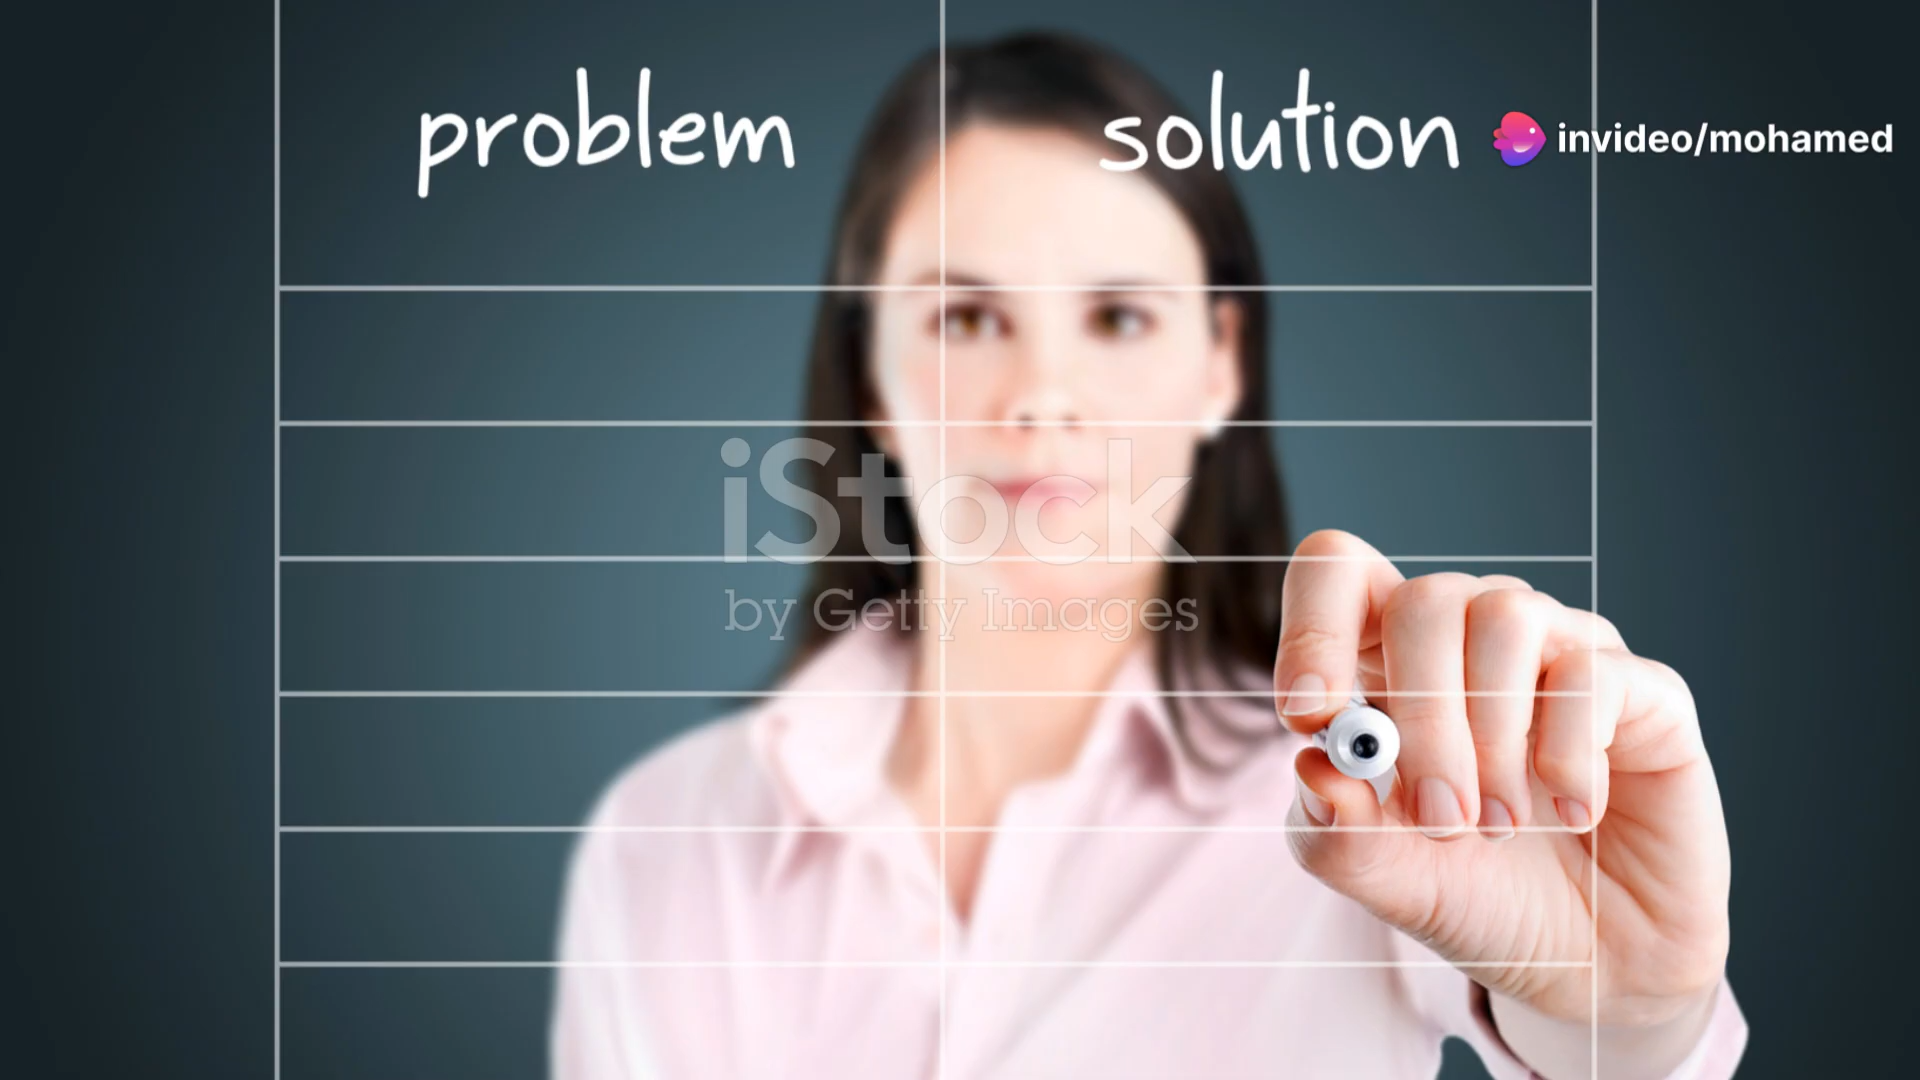 problem
solution
invideo/mohamed
iStock
by Getty Images